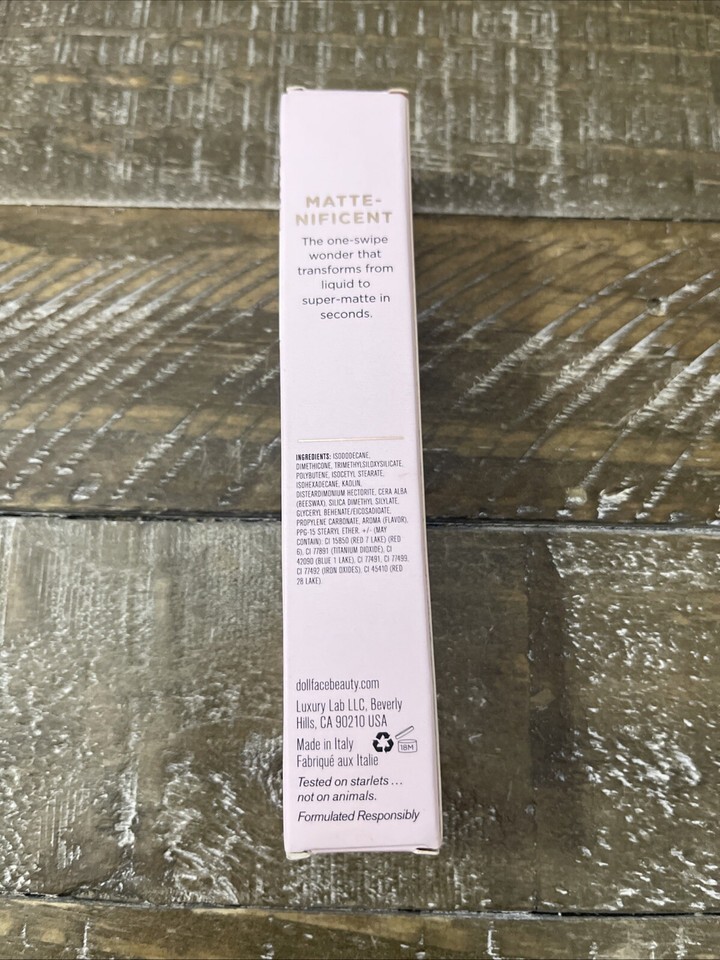 MATTE-
NIFICENT
The one-swipe
wonder that
transforms from
liquid to
super-matte in
seconds.
INGREDIENTS: ISODODECANE,
DIMETHICONE, TRIMETHYLSILOXYSILICATE,
POLYBUTENE, ISOCETYL STEARATE,
ISOHEXADECANE, KAOLIN,
DISTEARDIMONIUM HECTORITE, CERA ALBA
(BEESWAX), SILICA DIMETHYL SILYLATE,
GLYCERYL BEHENATE/EICOSADIOATE,
PROPYLENE CARBONATE, AROMA (FLAVOR),
PPG-15 STEARYL ETHER. +/- (MAY
CONTAIN): CI 15850 (RED 7 LAKE) (RED
6), CI 77891 (TITANIUM DIOXIDE), CI
42090 (BLUE 1 LAKE), CI 77491, CI 77499,
CI 77492 (IRON OXIDES), CI 45410 (RED
28 LAKE).
dollfacebeauty.com
Luxury Lab LLC, Beverly
Hills, CA 90210 USA
Made in Italy
18M
Fabriqué aux Italie
Tested on starlets...
not on animals.
Formulated Responsibly